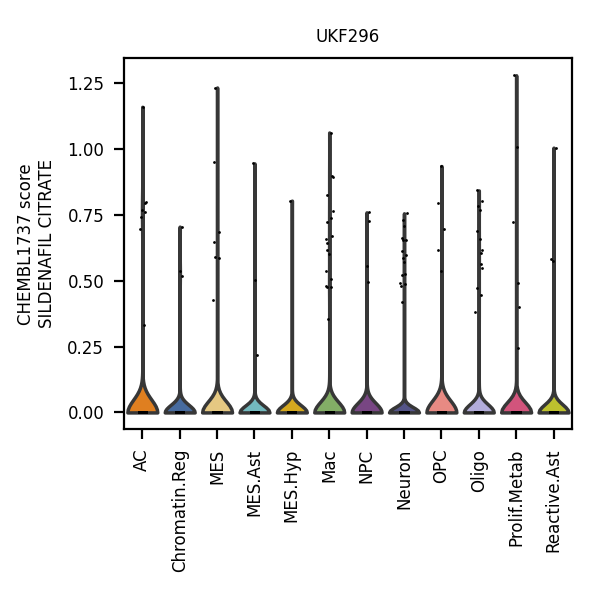 UKF296
CHEMBL1737 score
SILDENAFIL CITRATE
1.25
1.00
0.75
0.50
0.25
0.00
AC
Chromatin.Reg
MES
MES.Ast
MES.Hyp
Mac
NPC
Neuron
OPC
Oligo
Prolif.Metab
Reactive.Ast